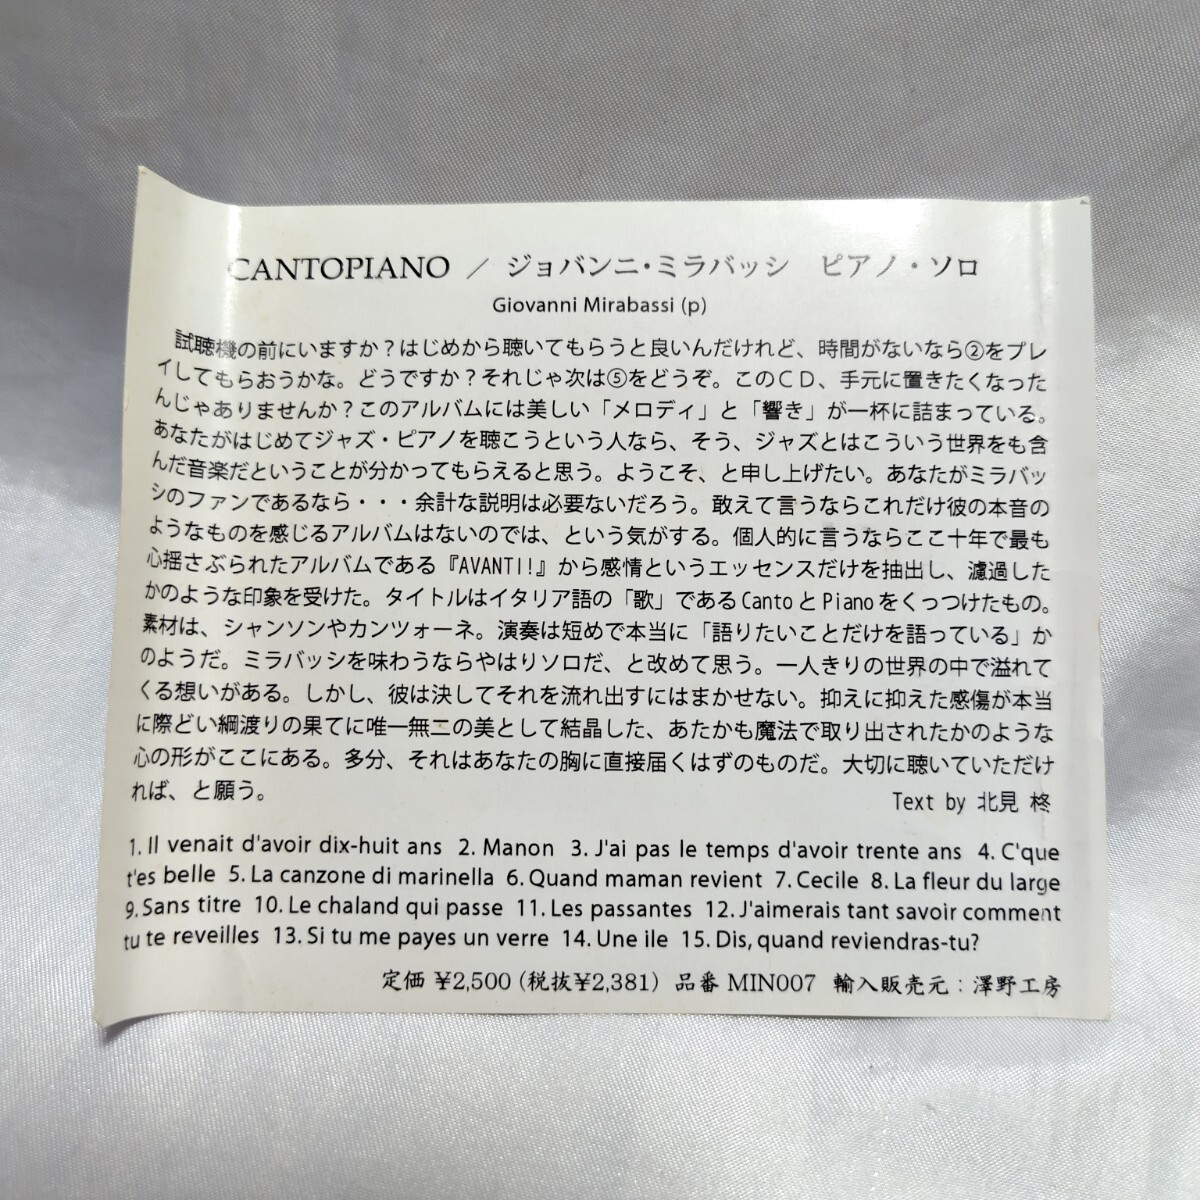 CANTOPIANO / ジョバンニ・ミラバッシ ピアノ・ソロ
Giovanni Mirabassi (p)
試聴機の前にいますか？はじめから聴いてもらうと良いんだけれど、時間がないなら②をプレ
イしてもらおうかな。どうですか？それじゃ次は⑤をどうぞ。このＣＤ、手元に置きたくなった
んじゃありませんか？このアルバムには美しい「メロディ」と「響き」が一杯に詰まっている。
あなたがはじめてジャズ・ピアノを聴こうという人なら、そう、ジャズとはこういう世界をも含
んだ音楽だということが分かってもらえると思う。ようこそ、と申し上げたい。あなたがミラバッ
シのファンであるなら・・・余計な説明は必要ないだろう。敢えて言うならこれだけ彼の本音の
ようなものを感じるアルバムはないのでは、という気がする。個人的に言うならここ十年で最も
心揺さぶられたアルバムである『AVANTI!』から感情というエッセンスだけを抽出し、濾過した
かのような印象を受けた。タイトルはイタリア語の「歌」であるCantoとPianoをくっつけたもの。
素材は、シャンソンやカンツォーネ。演奏は短めで本当に「語りたいことだけを語っている」か
のようだ。ミラバッシを味わうならやはりソロだ、と改めて思う。一人きりの世界の中で溢れて
くる想いがある。しかし、彼は決してそれを流れ出すにはまかせない。抑えに抑えた感傷が本当
に際どい綱渡りの果てに唯一無二の美として結晶した、あたかも魔法で取り出されたかのような
心の形がここにある。多分、それはあなたの胸に直接届くはずのものだ。大切に聴いていただけ
れば、と願う。
Text by 北見 柊
1. Il venait d'avoir dix-huit ans 2. Manon 3. J'ai pas le temps d'avoir trente ans 4. C'que
t'es belle 5. La canzone di marinella 6. Quand maman revient 7. Cecile 8. La fleur du large
9. Sans titre 10. Le chaland qui passe 11. Les passantes 12. J'aimerais tant savoir comment
tu te reveilles 13. Si tu me payes un verre 14. Une ile 15. Dis, quand reviendras-tu?
定価 ¥2,500 (税抜¥2,381) 品番 MIN007 輸入販売元：澤野工房